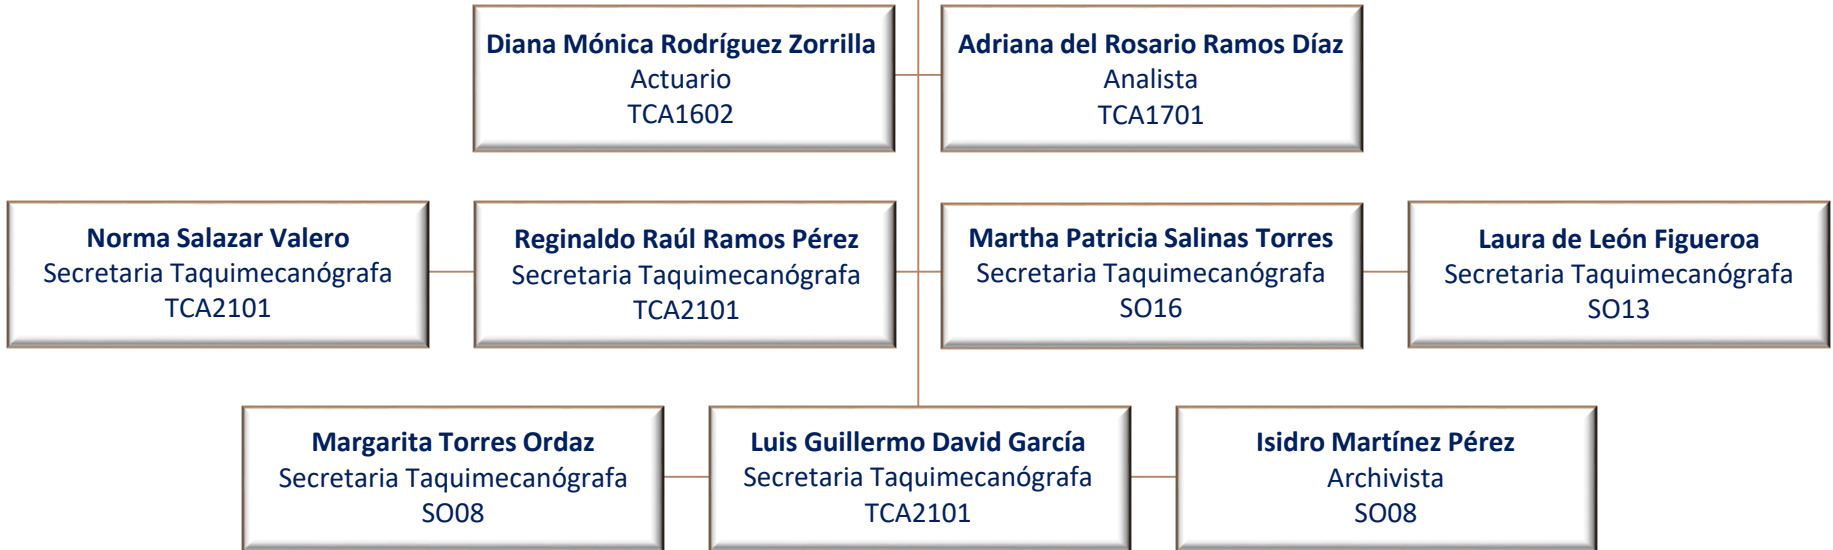 Diana Mónica Rodríguez Zorrilla
Actuario
TCA1602
Adriana del Rosario Ramos Díaz
Analista
TCA1701
Norma Salazar Valero
Secretaria Taquimecanógrafa
TCA2101
Reginaldo Raúl Ramos Pérez
Secretaria Taquimecanógrafa
TCA2101
Martha Patricia Salinas Torres
Secretaria Taquimecanógrafa
SO16
Laura de León Figueroa
Secretaria Taquimecanógrafa
SO13
Margarita Torres Ordaz
Secretaria Taquimecanógrafa
SO08
Luis Guillermo David García
Secretaria Taquimecanógrafa
TCA2101
Isidro Martínez Pérez
Archivista
SO08